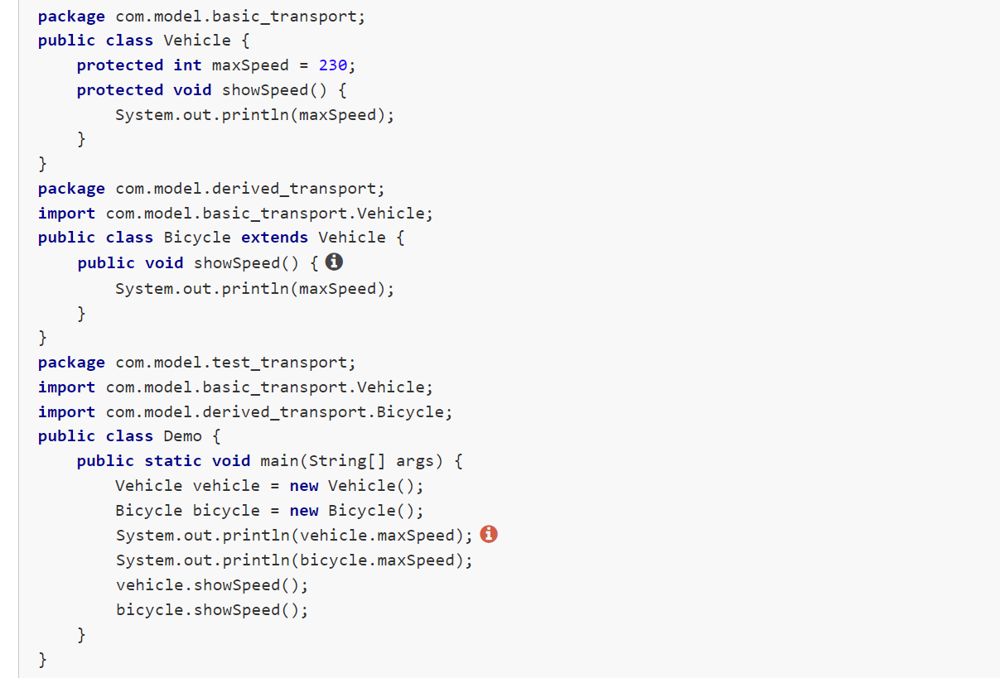 package com.model.basic_transport;
public class Vehicle {
    protected int maxSpeed = 230;
    protected void showSpeed() {
        System.out.println(maxSpeed);
    }
}
package com.model.derived_transport;
import com.model.basic_transport.Vehicle;
public class Bicycle extends Vehicle {
    public void showSpeed() {
        System.out.println(maxSpeed);
    }
}
package com.model.test_transport;
import com.model.basic_transport.Vehicle;
import com.model.derived_transport.Bicycle;
public class Demo {
    public static void main(String[] args) {
        Vehicle vehicle = new Vehicle();
        Bicycle bicycle = new Bicycle();
        System.out.println(vehicle.maxSpeed);
        System.out.println(bicycle.maxSpeed);
        vehicle.showSpeed();
        bicycle.showSpeed();
    }
}